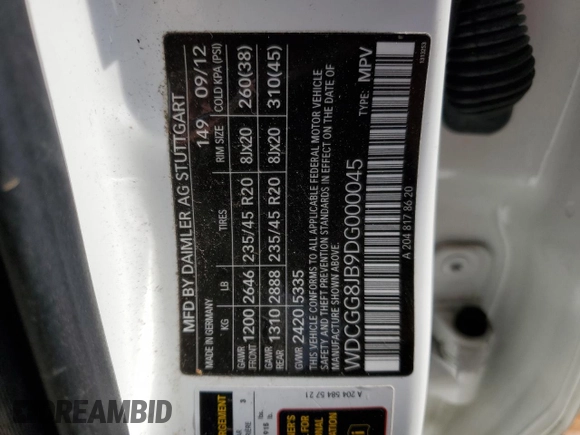 MFD BY DAIMLER AG STUTTGART
MADE IN GERMANY 149 09/12
KG LB TIRES RIM SIZE COLD KPA (PSI)
GAWR FRONT 1200 2646 235/45 R20 8JX20 260(38)
GAWR REAR 1310 2888 235/45 R20 8JX20 310(45)
GVWR 2420 5335
THIS VEHICLE CONFORMS TO ALL APPLICABLE FEDERAL MOTOR VEHICLE
SAFETY AND THEFT PREVENTION STANDARDS IN EFFECT ON THE DATE OF
MANUFACTURE SHOWN ABOVE.
WDCGG8JB9DG000045 TYPE: MPV
A 204 817 86 20
A 204 584 57 21
DREAMBID